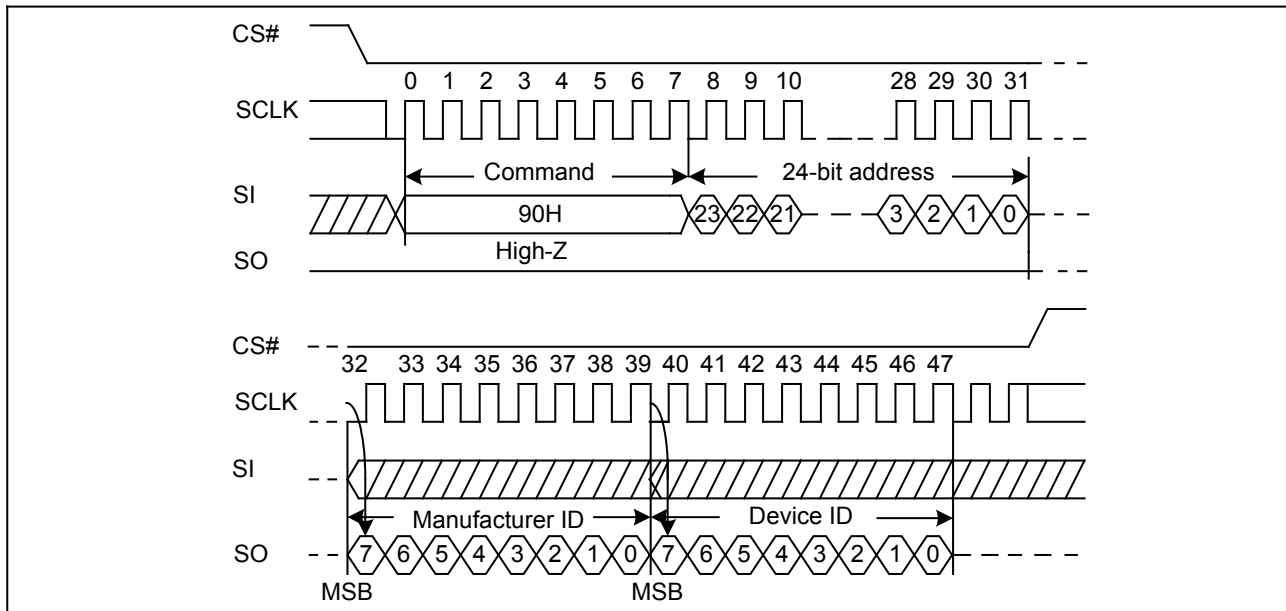 CS#
0 1 2 3 4 5 6 7 8 9 10 28 29 30 31
SCLK
Command 24-bit address
SI
90H 23 22 21 3 2 1 0
High-Z
SO
CS#
32 33 34 35 36 37 38 39 40 41 42 43 44 45 46 47
SCLK
SI
Manufacturer ID Device ID
SO 7 6 5 4 3 2 1 0 7 6 5 4 3 2 1 0
MSB MSB